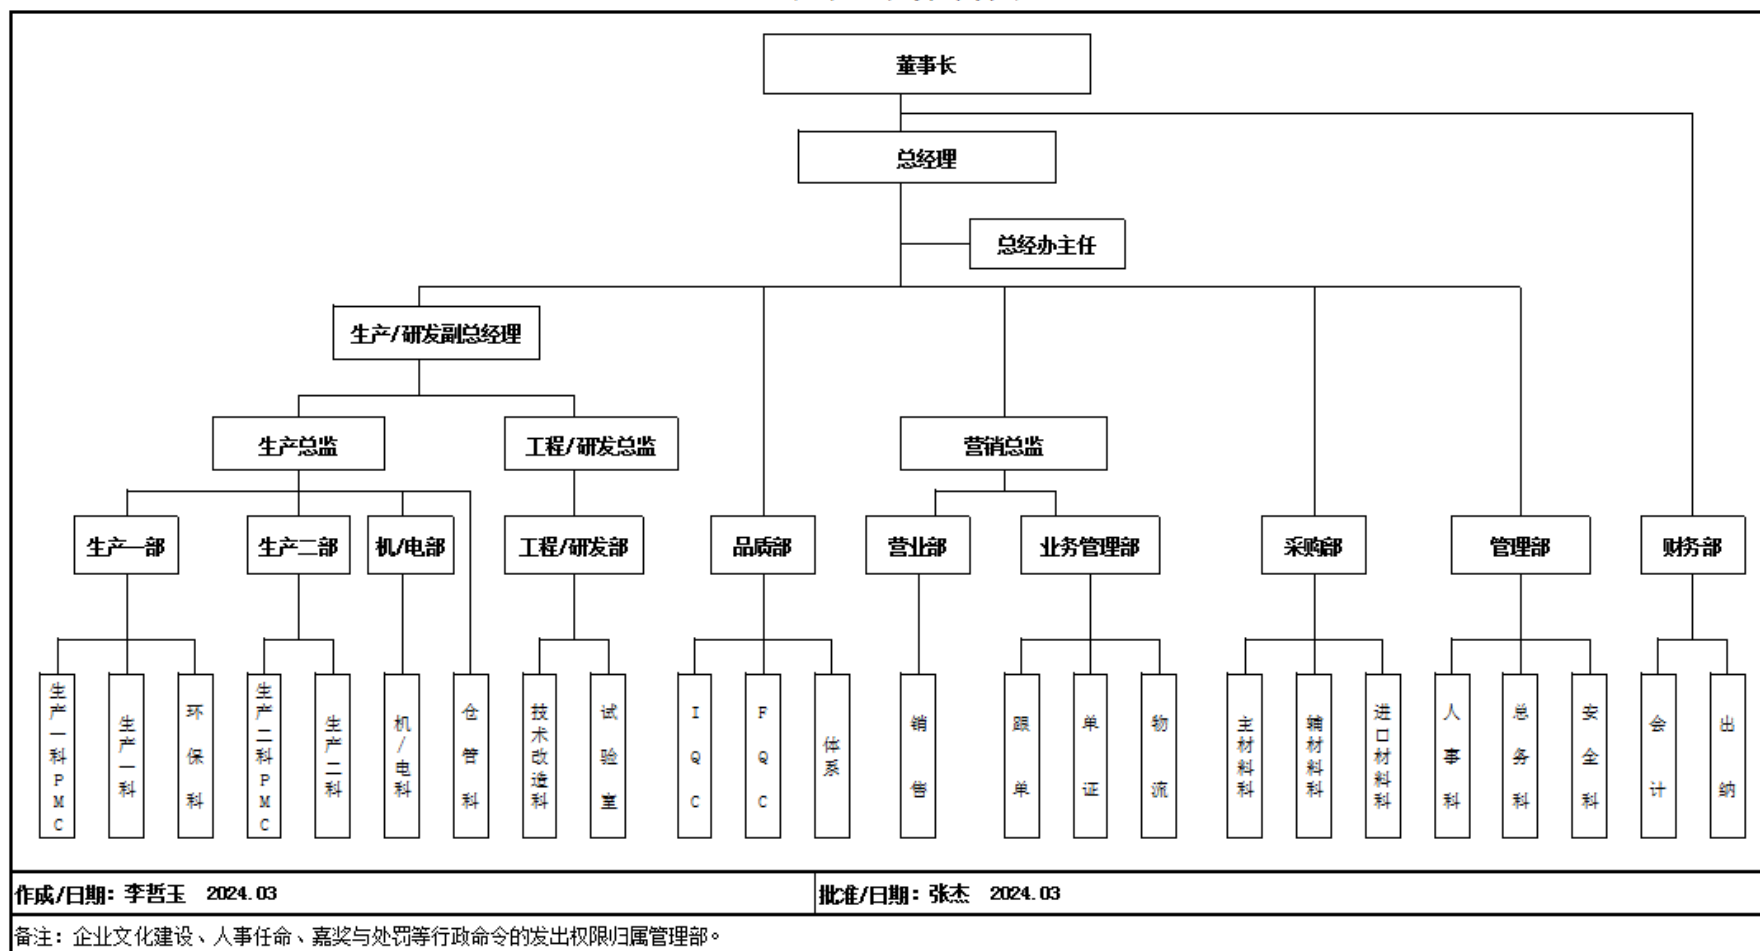 董事长
总经理
总经办主任
生产/研发副总经理
生产总监
工程/研发总监
营销总监
生产一部
生产二部
机/电部
工程/研发部
品质部
营业部
业务管理部
采购部
管理部
财务部
生产一科PMC
生产一科
环保科
生产二科PMC
生产二科
机/电科
仓管科
技术改造科
试验室
IQC
FQC
体系
销售
跟单
单证
物流
主材料科
辅材料科
进口材料科
人事科
总务科
安全科
会计
出纳
作成/日期：李哲玉 2024.03
批准/日期：张杰 2024.03
备注：企业文化建设、人事任命、嘉奖与处罚等行政命令的发出权限归属管理部。